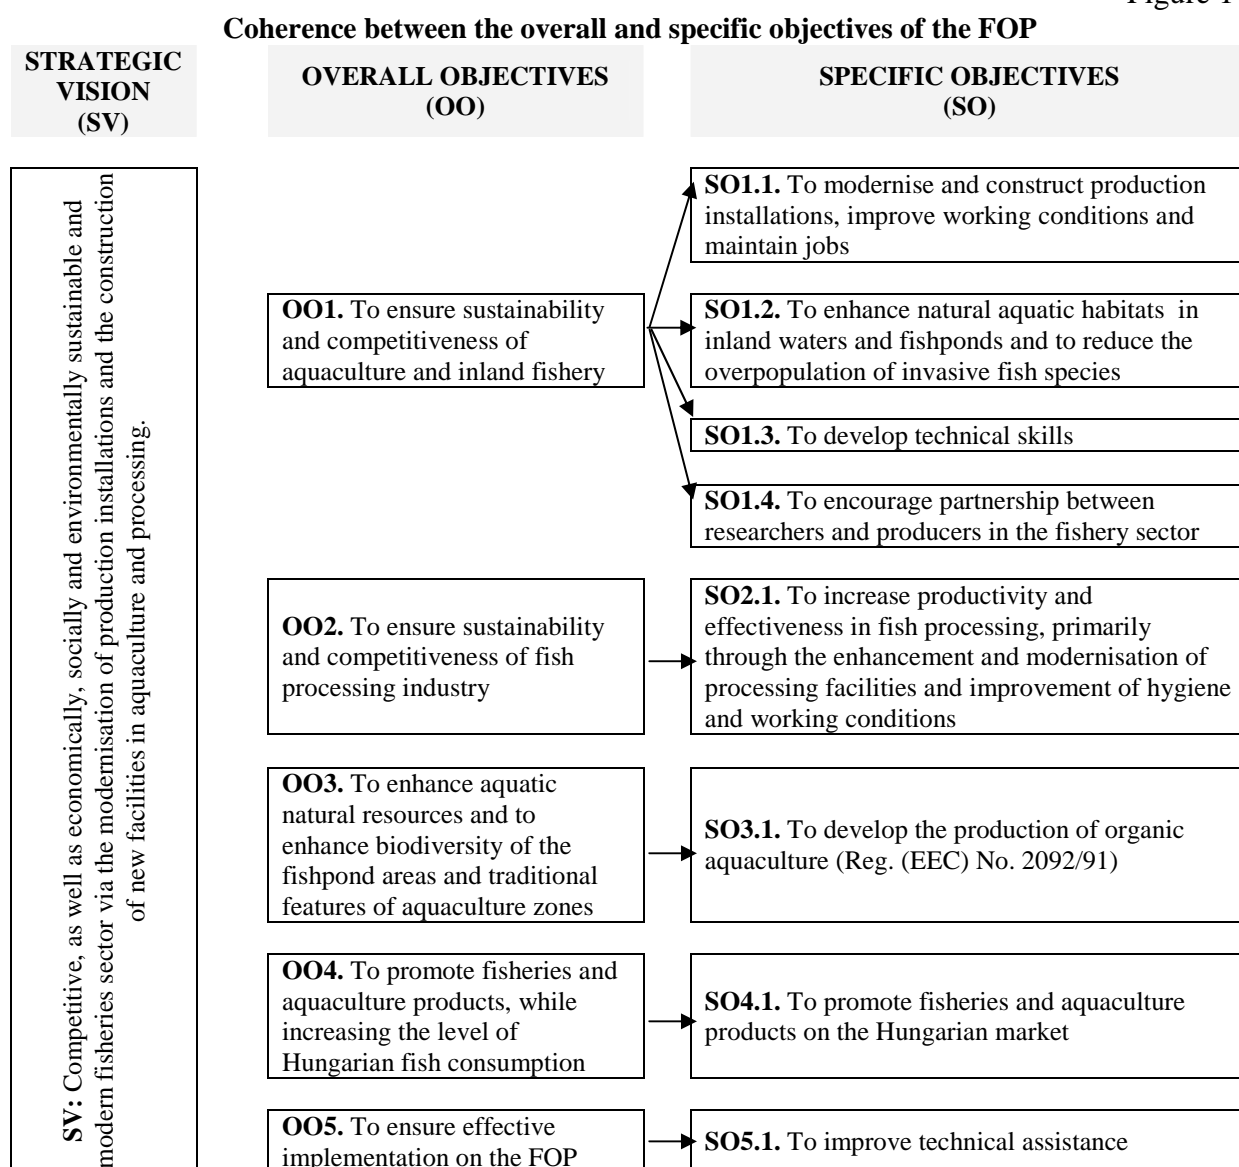 Figure 1
Coherence between the overall and specific objectives of the FOP
STRATEGIC
VISION
(SV)
OVERALL OBJECTIVES
(OO)
SPECIFIC OBJECTIVES
(SO)
SV: Competitive, as well as economically, socially and environmentally sustainable and
modern fisheries sector via the modernisation of production installations and the construction
of new facilities in aquaculture and processing.
OO1. To ensure sustainability
and competitiveness of
aquaculture and inland fishery
SO1.1. To modernise and construct production
installations, improve working conditions and
maintain jobs
SO1.2. To enhance natural aquatic habitats in
inland waters and fishponds and to reduce the
overpopulation of invasive fish species
SO1.3. To develop technical skills
SO1.4. To encourage partnership between
researchers and producers in the fishery sector
OO2. To ensure sustainability
and competitiveness of fish
processing industry
SO2.1. To increase productivity and
effectiveness in fish processing, primarily
through the enhancement and modernisation of
processing facilities and improvement of hygiene
and working conditions
OO3. To enhance aquatic
natural resources and to
enhance biodiversity of the
fishpond areas and traditional
features of aquaculture zones
SO3.1. To develop the production of organic
aquaculture (Reg. (EEC) No. 2092/91)
OO4. To promote fisheries and
aquaculture products, while
increasing the level of
Hungarian fish consumption
SO4.1. To promote fisheries and aquaculture
products on the Hungarian market
OO5. To ensure effective
implementation on the FOP
SO5.1. To improve technical assistance